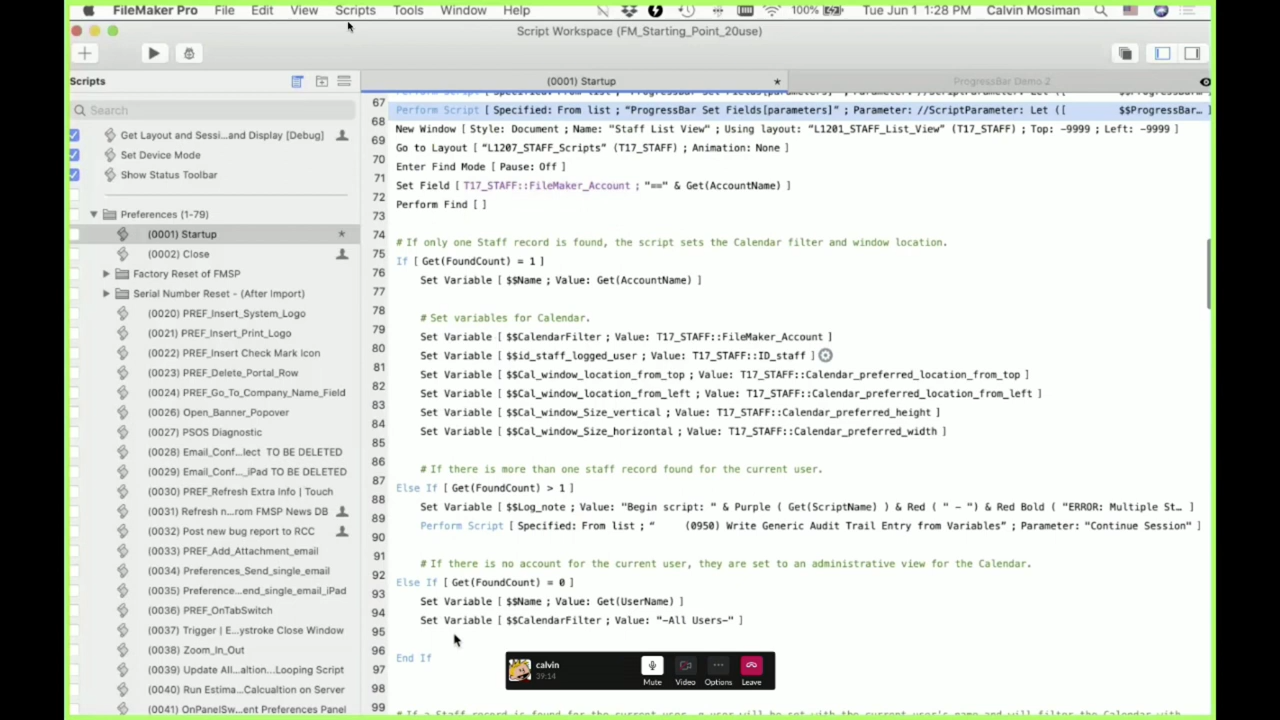 FileMaker Pro File Edit View Scripts Tools Window Help 100% Tue Jun 1 1:28 PM Calvin Mosiman
Script Workspace (FM_Starting_Point_20use)
Scripts
(0001) Startup *
ProgressBar Demo 2
Search
Get Layout and Sessi...and Display [Debug]
Set Device Mode
Show Status Toolbar
Preferences (1-79)
(0001) Startup *
(0002) Close
Factory Reset of FMSP
Serial Number Reset - (After Import)
(0020) PREF_Insert_System_Logo
(0021) PREF_Insert_Print_Logo
(0022) PREF_Insert Check Mark Icon
(0023) PREF_Delete_Portal_Row
(0024) PREF_Go_To_Company_Name_Field
(0026) Open_Banner_Popover
(0027) PSOS Diagnostic
(0028) Email_Conf...lect TO BE DELETED
(0029) Email_Conf..._iPad TO BE DELETED
(0030) PREF_Refresh Extra Info | Touch
(0031) Refresh n...rom FMSP News DB
(0032) Post new bug report to RCC
(0033) PREF_Add_Attachment_email
(0034) Preferences_Send_single_email
(0035) Preference...end_single_email_iPad
(0036) PREF_OnTabSwitch
(0037) Trigger | E...ystroke Close Window
(0038) Zoom_In_Out
(0039) Update All...altion...Looping Script
(0040) Run Estima...Calcualtion on Server
(0041) OnPanelSw...ent Preferences Panel
67
Perform Script [ Specified: From list ; "ProgressBar Set Fields[parameters]" ; Parameter: //ScriptParameter: Let ([ $$ProgressBar... ]
68 New Window [ Style: Document ; Name: "Staff List View" ; Using layout: "L1201_STAFF_List_View" (T17_STAFF) ; Top: -9999 ; Left: -9999 ]
69 Go to Layout [ "L1207_STAFF_Scripts" (T17_STAFF) ; Animation: None ]
70 Enter Find Mode [ Pause: Off ]
71 Set Field [ T17_STAFF::FileMaker_Account ; "==" & Get(AccountName) ]
72 Perform Find [ ]
73
74 # If only one Staff record is found, the script sets the Calendar filter and window location.
75 If [ Get(FoundCount) = 1 ]
76 Set Variable [ $$Name ; Value: Get(AccountName) ]
77
78 # Set variables for Calendar.
79 Set Variable [ $$CalendarFilter ; Value: T17_STAFF::FileMaker_Account ]
80 Set Variable [ $$id_staff_logged_user ; Value: T17_STAFF::ID_staff ]
81 Set Variable [ $$Cal_window_location_from_top ; Value: T17_STAFF::Calendar_preferred_location_from_top ]
82 Set Variable [ $$Cal_window_location_from_left ; Value: T17_STAFF::Calendar_preferred_location_from_left ]
83 Set Variable [ $$Cal_window_Size_vertical ; Value: T17_STAFF::Calendar_preferred_height ]
84 Set Variable [ $$Cal_window_Size_horizontal ; Value: T17_STAFF::Calendar_preferred_width ]
85
86 # If there is more than one staff record found for the current user.
87 Else If [ Get(FoundCount) > 1 ]
88 Set Variable [ $$Log_note ; Value: "Begin script: " & Purple ( Get(ScriptName) ) & Red ( " - ") & Red Bold ( "ERROR: Multiple St... ]
89 Perform Script [ Specified: From list ; " (0950) Write Generic Audit Trail Entry from Variables" ; Parameter: "Continue Session" ]
90
91 # If there is no account for the current user, they are set to an administrative view for the Calendar.
92 Else If [ Get(FoundCount) = 0 ]
93 Set Variable [ $$Name ; Value: Get(UserName) ]
94 Set Variable [ $$CalendarFilter ; Value: "-All Users-" ]
95
96 End If
97
98
99
calvin
39:14
Mute Video Options Leave